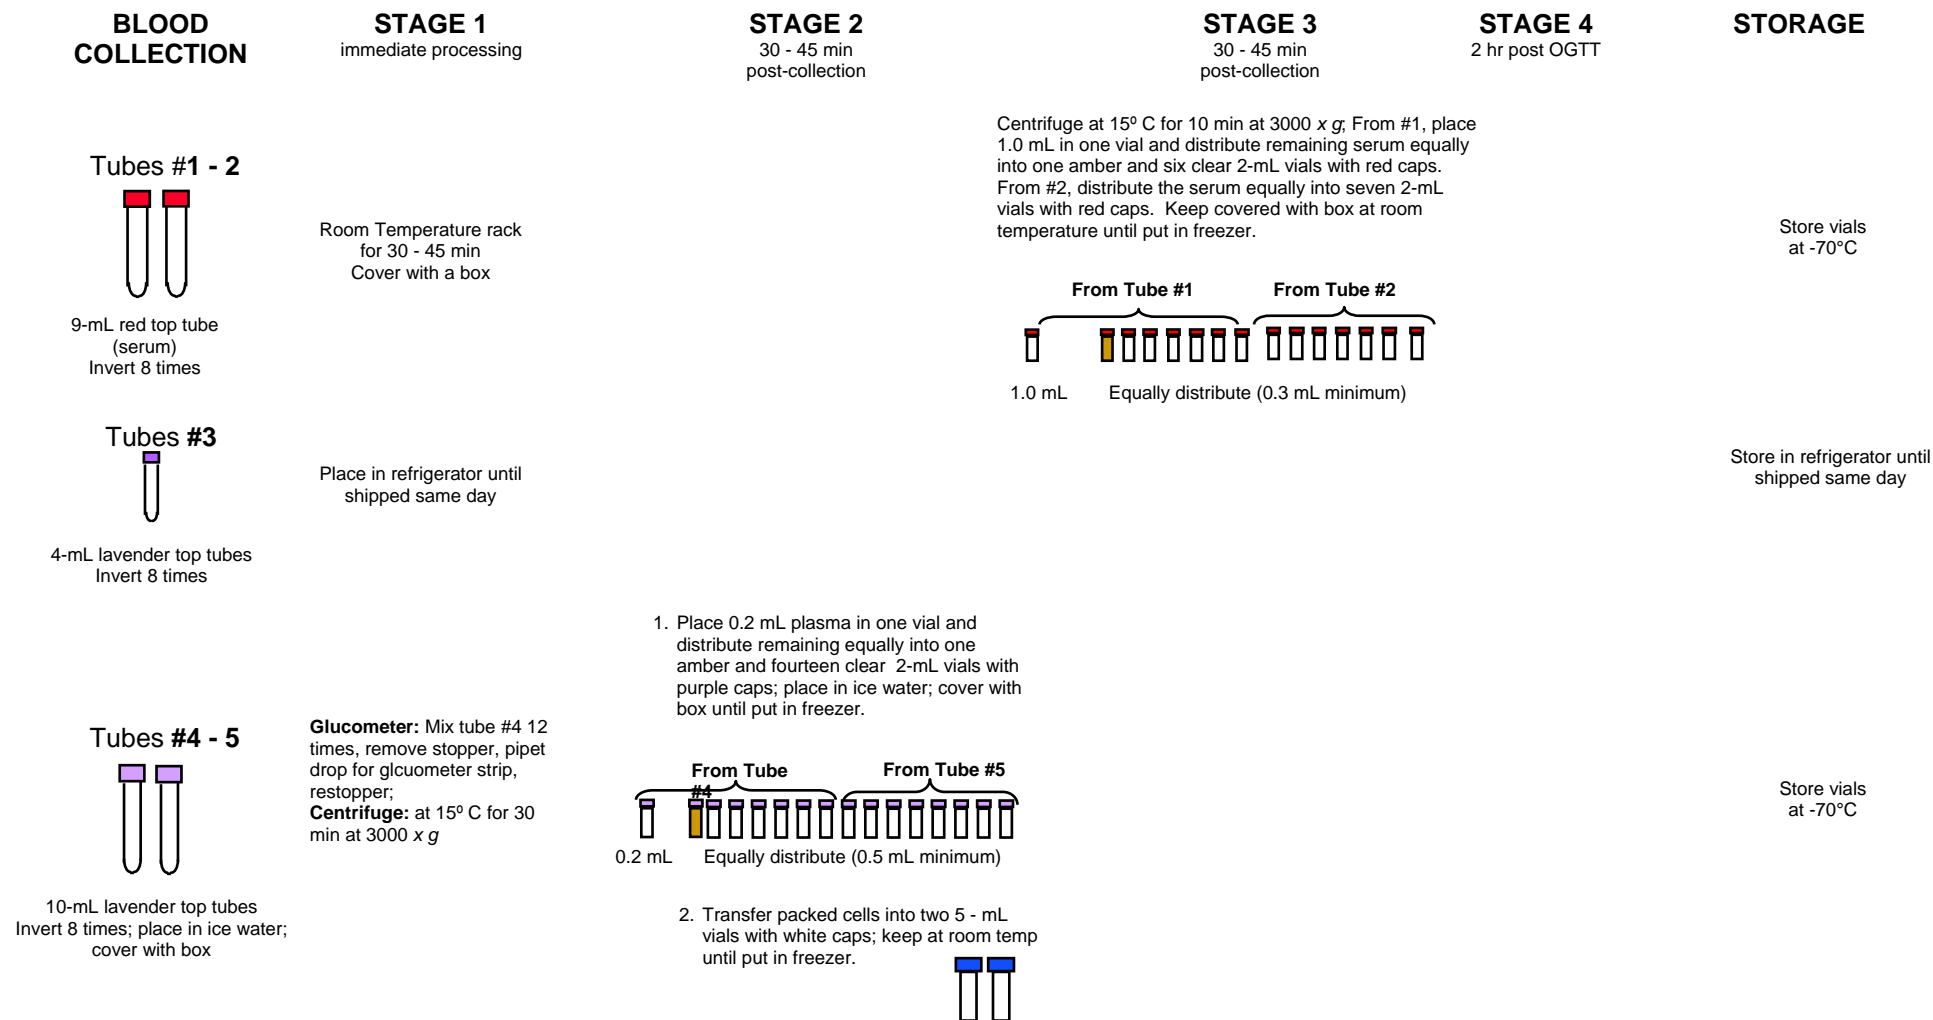 BLOOD
COLLECTION
STAGE 1
immediate processing
STAGE 2
30 - 45 min
post-collection
STAGE 3
30 - 45 min
post-collection
STAGE 4
2 hr post OGTT
STORAGE
Tubes #1 - 2
9-mL red top tube
(serum)
Invert 8 times
Room Temperature rack
for 30 - 45 min
Cover with a box
Centrifuge at 15º C for 10 min at 3000 x g; From #1, place
1.0 mL in one vial and distribute remaining serum equally
into one amber and six clear 2-mL vials with red caps.
From #2, distribute the serum equally into seven 2-mL
vials with red caps. Keep covered with box at room
temperature until put in freezer.
From Tube #1
From Tube #2
1.0 mL
Equally distribute (0.3 mL minimum)
Store vials
at -70°C
Tubes #3
4-mL lavender top tubes
Invert 8 times
Place in refrigerator until
shipped same day
Store in refrigerator until
shipped same day
Tubes #4 - 5
10-mL lavender top tubes
Invert 8 times; place in ice water;
cover with box
Glucometer: Mix tube #4 12
times, remove stopper, pipet
drop for glcuometer strip,
restopper;
Centrifuge: at 15º C for 30
min at 3000 x g
1. Place 0.2 mL plasma in one vial and
distribute remaining equally into one
amber and fourteen clear 2-mL vials with
purple caps; place in ice water; cover with
box until put in freezer.
From Tube
#4
From Tube #5
0.2 mL
Equally distribute (0.5 mL minimum)
2. Transfer packed cells into two 5 - mL
vials with white caps; keep at room temp
until put in freezer.
Store vials
at -70°C